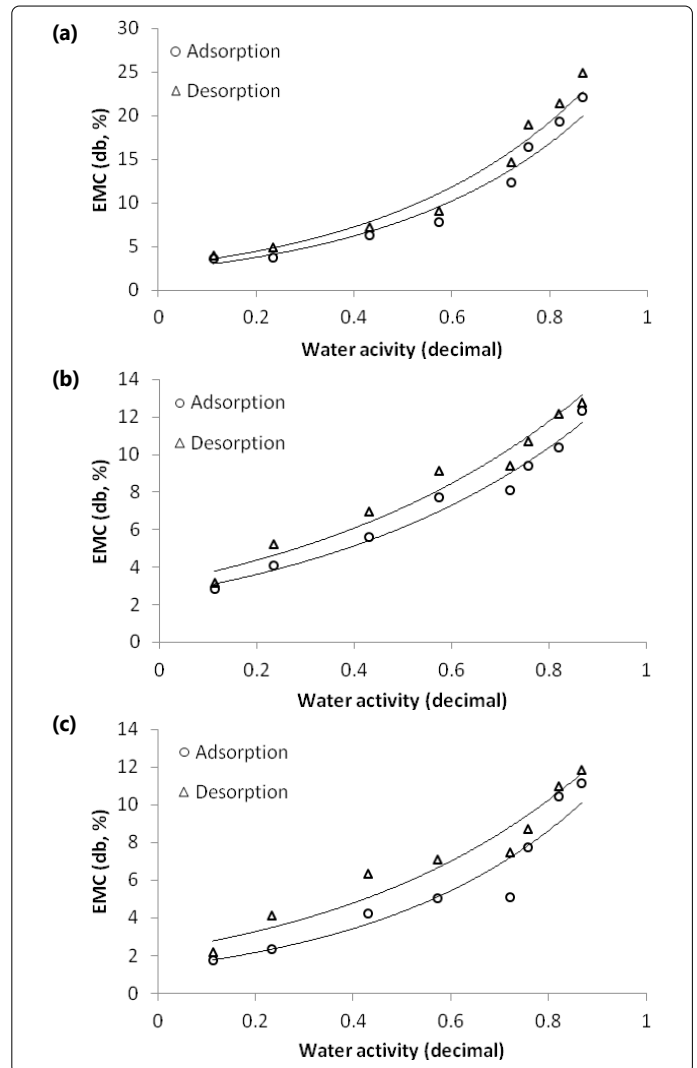 (a)
30
25
20
15
10
5
0
EMC (db, %)
○ Adsorption
△ Desorption
0 0.2 0.4 0.6 0.8 1
Water acivity (decimal)
(b)
14
12
10
8
6
4
2
0
EMC (db, %)
○ Adsorption
△ Desorption
0 0.2 0.4 0.6 0.8 1
Water activity (decimal)
(c)
14
12
10
8
6
4
2
0
EMC (db, %)
○ Adsorption
△ Desorption
0 0.2 0.4 0.6 0.8 1
Water activity (decimal)